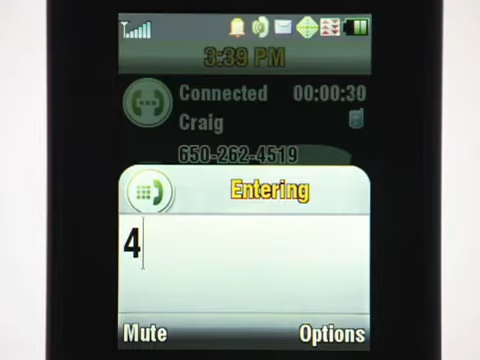 3:39 PM
Connected 00:00:30
Craig
650-262-4519
Entering
4
Mute Options